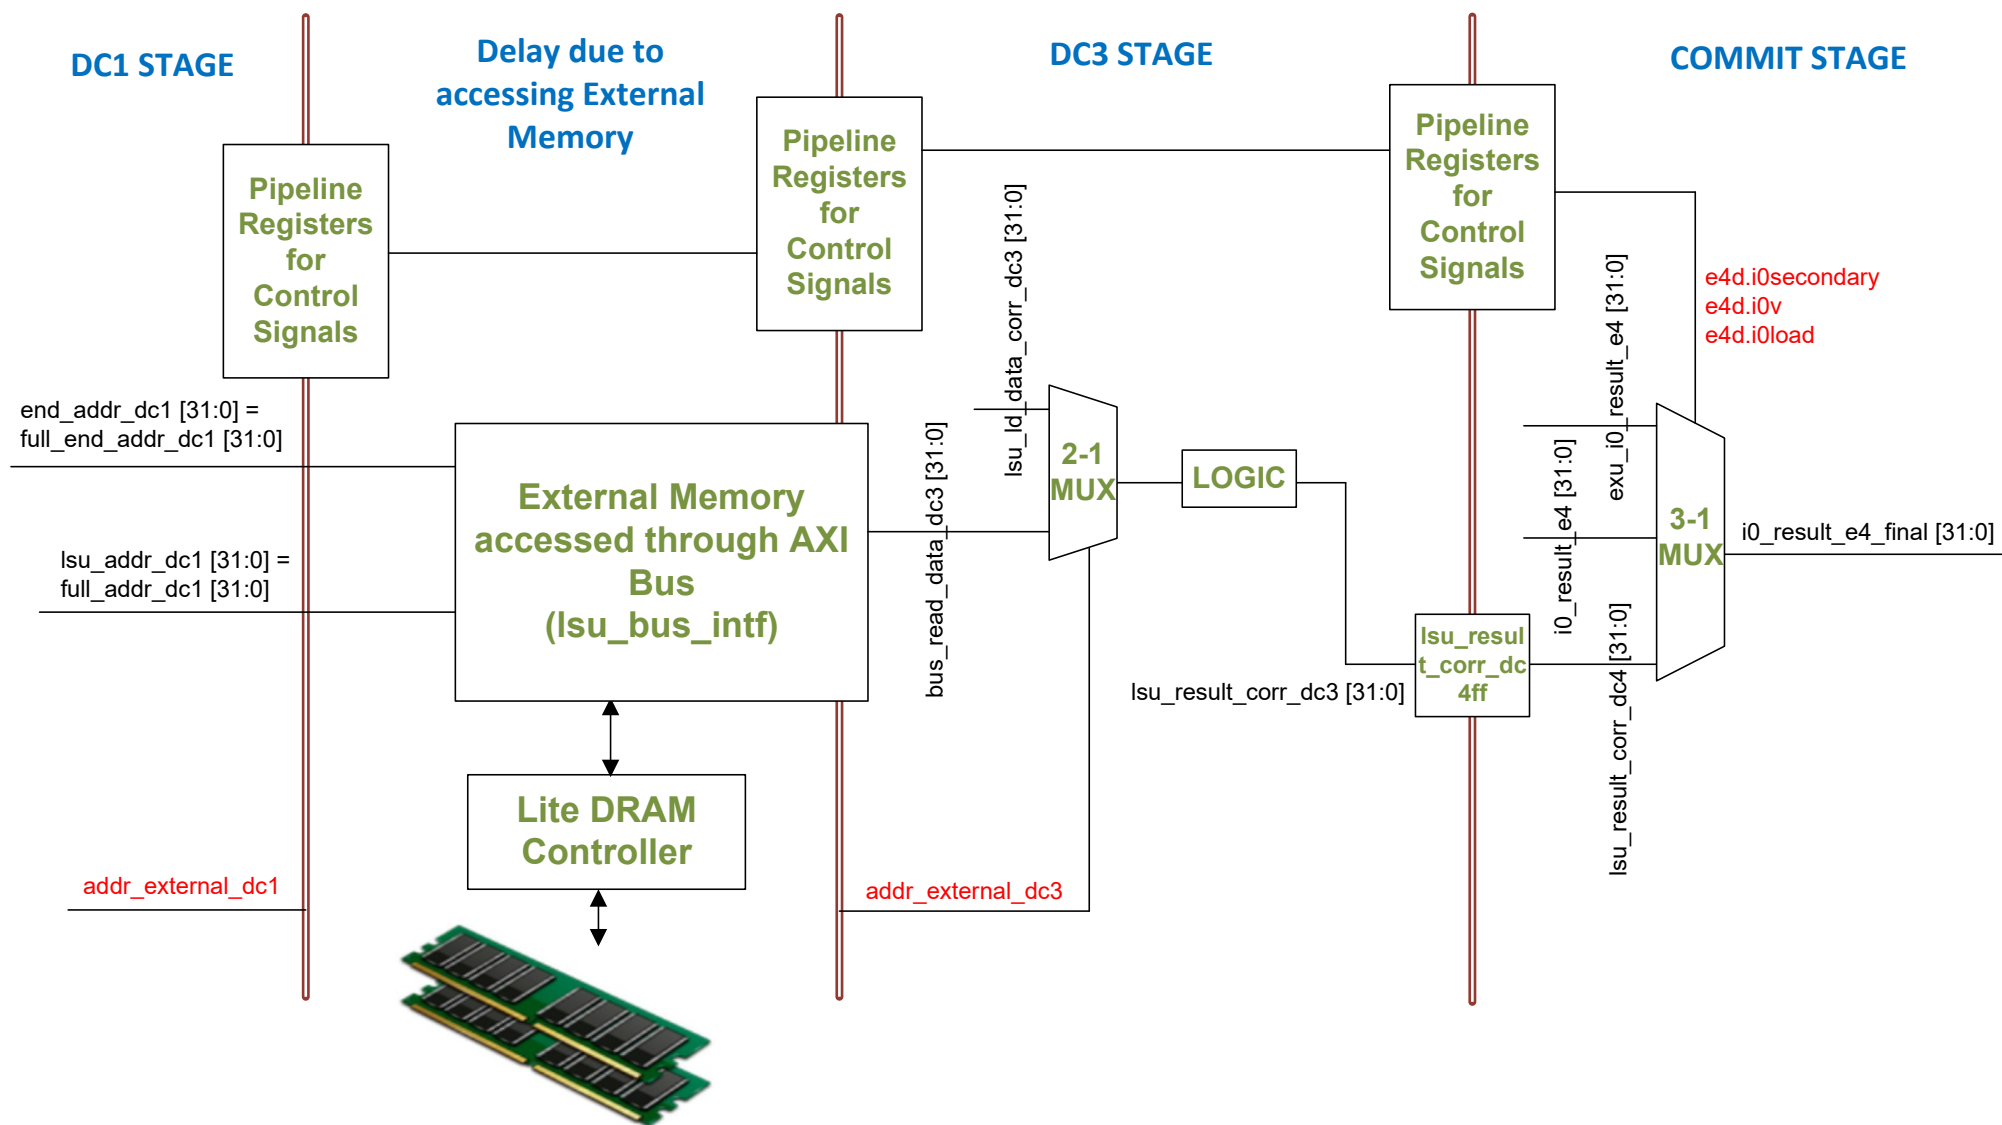 DC1 STAGE
Delay due to
accessing External
Memory
DC3 STAGE
COMMIT STAGE
Pipeline
Registers
for
Control
Signals
Pipeline
Registers
for
Control
Signals
Pipeline
Registers
for
Control
Signals
e4d.i0secondary
e4d.i0v
e4d.i0load
end_addr_dc1 [31:0] =
full_end_addr_dc1 [31:0]
lsu_addr_dc1 [31:0] =
full_addr_dc1 [31:0]
External Memory
accessed through AXI
Bus
(lsu_bus_intf)
bus_read_data_dc3 [31:0]
lsu_ld_data_corr_dc3 [31:0]
2-1
MUX
LOGIC
lsu_result_corr_dc3 [31:0]
lsu_resul
t_corr_dc
4ff
exu_i0_result_e4 [31:0]
i0_result_e4 [31:0]
lsu_result_corr_dc4 [31:0]
3-1
MUX
i0_result_e4_final [31:0]
Lite DRAM
Controller
addr_external_dc1
addr_external_dc3